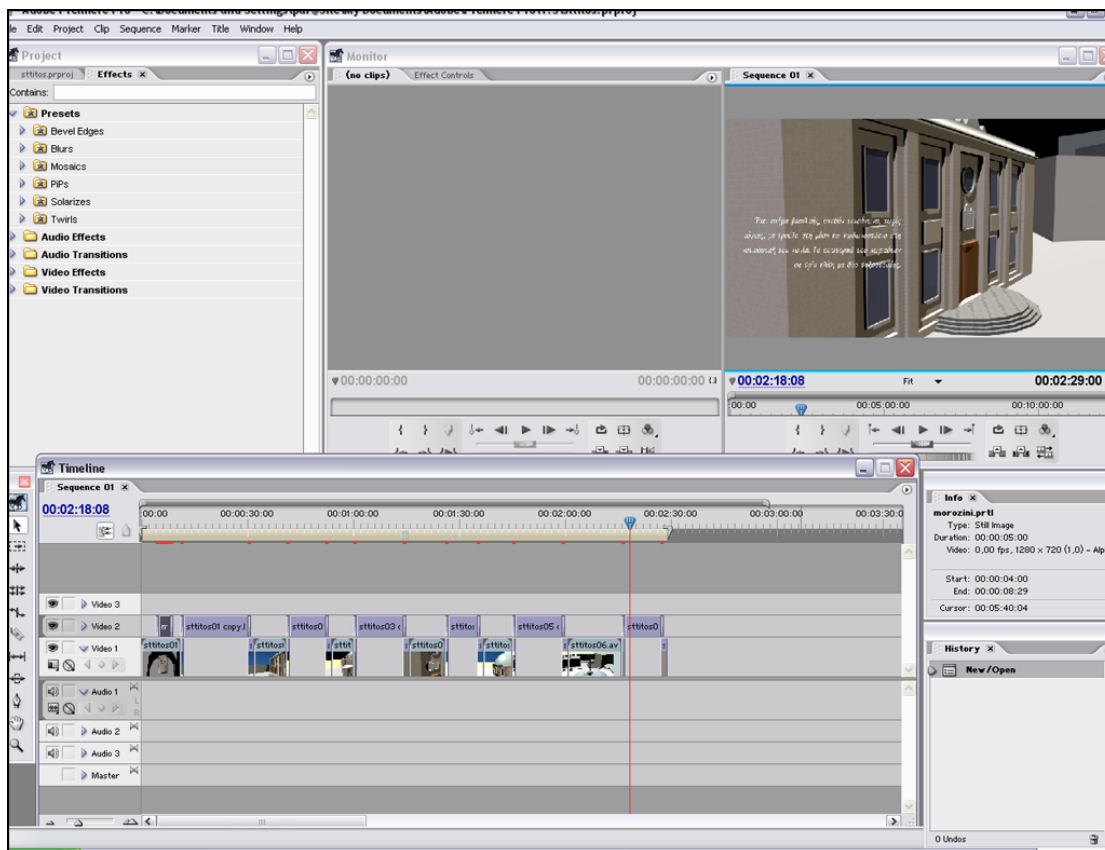 Edit Project Clip Sequence Marker Title Window Help
Project
sttitos.prproj Effects
Contains:
Presets
Bevel Edges
Blurs
Mosaics
PiPs
Solarizes
Twirls
Audio Effects
Audio Transitions
Video Effects
Video Transitions
Monitor
(no clips) Effect Controls
00:00:00:00 00:00:00:00
Sequence 01
00:02:18:08 Fit 00:02:29:00
:00:00 00:05:00:00 00:10:00:00
Timeline
Sequence 01
00:02:18:08
:00:00 00:00:30:00 00:01:00:00 00:01:30:00 00:02:00:00 00:02:30:00 00:03:00:00 00:03:30:0
Video 3
Video 2 sttitos01 copy.l sttitos0 sttitos03 sttitos sttitos05 sttitos0
Video 1 sttitos01 sttitos sttit sttitos0 sttitos sttitos06.av
Audio 1
L
R
Audio 2
Audio 3
Master
Info
morozini.prtl
Type: Still Image
Duration: 00:00:05:00
Video: 0,00 fps, 1280 × 720 (1,0) - Alp
Start: 00:00:04:00
End: 00:00:08:29
Cursor: 00:05:40:04
History
New/Open
0 Undos